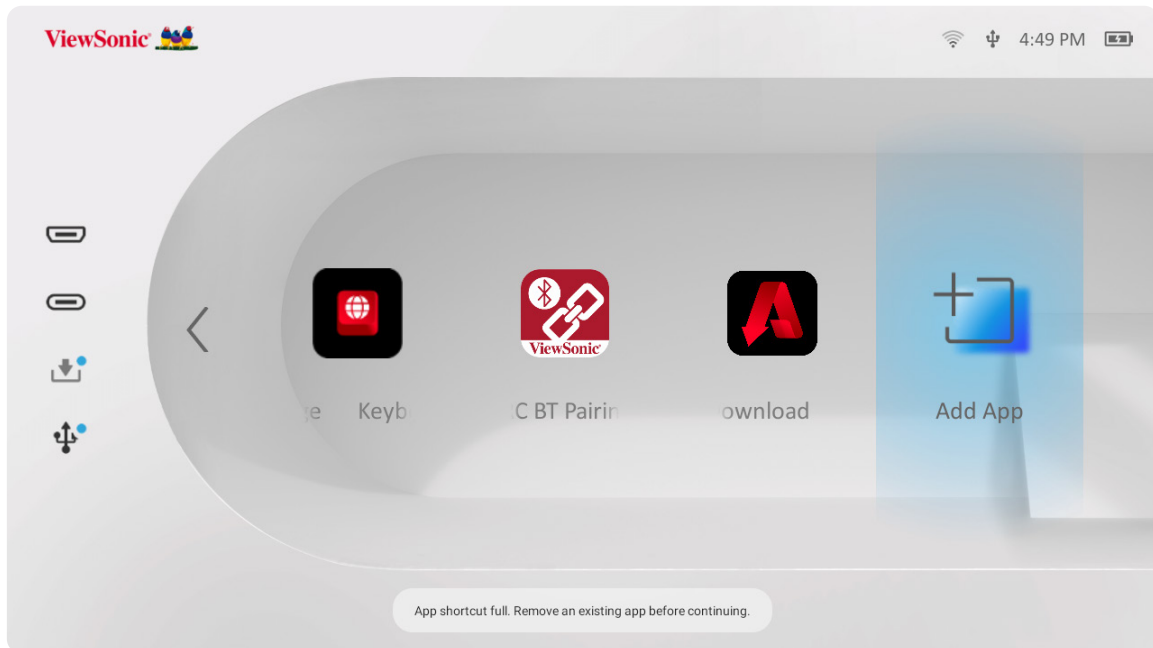 ViewSonic
4:49 PM
ViewSonic
e Keyb
C BT Pairin
ownload
Add App
App shortcut full. Remove an existing app before continuing.